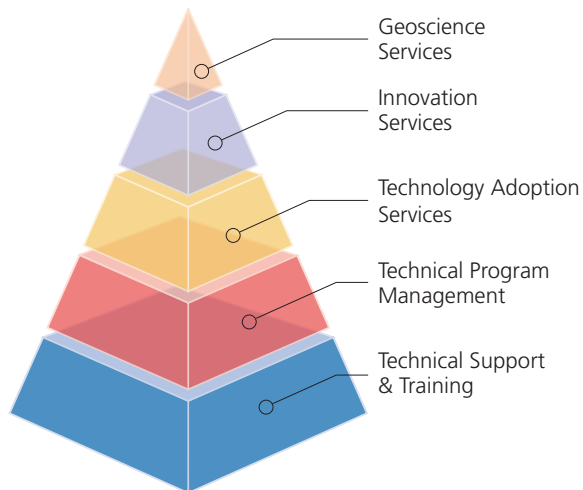 Geoscience
Services
Innovation
Services
Technology Adoption
Services
Technical Program
Management
Technical Support
& Training